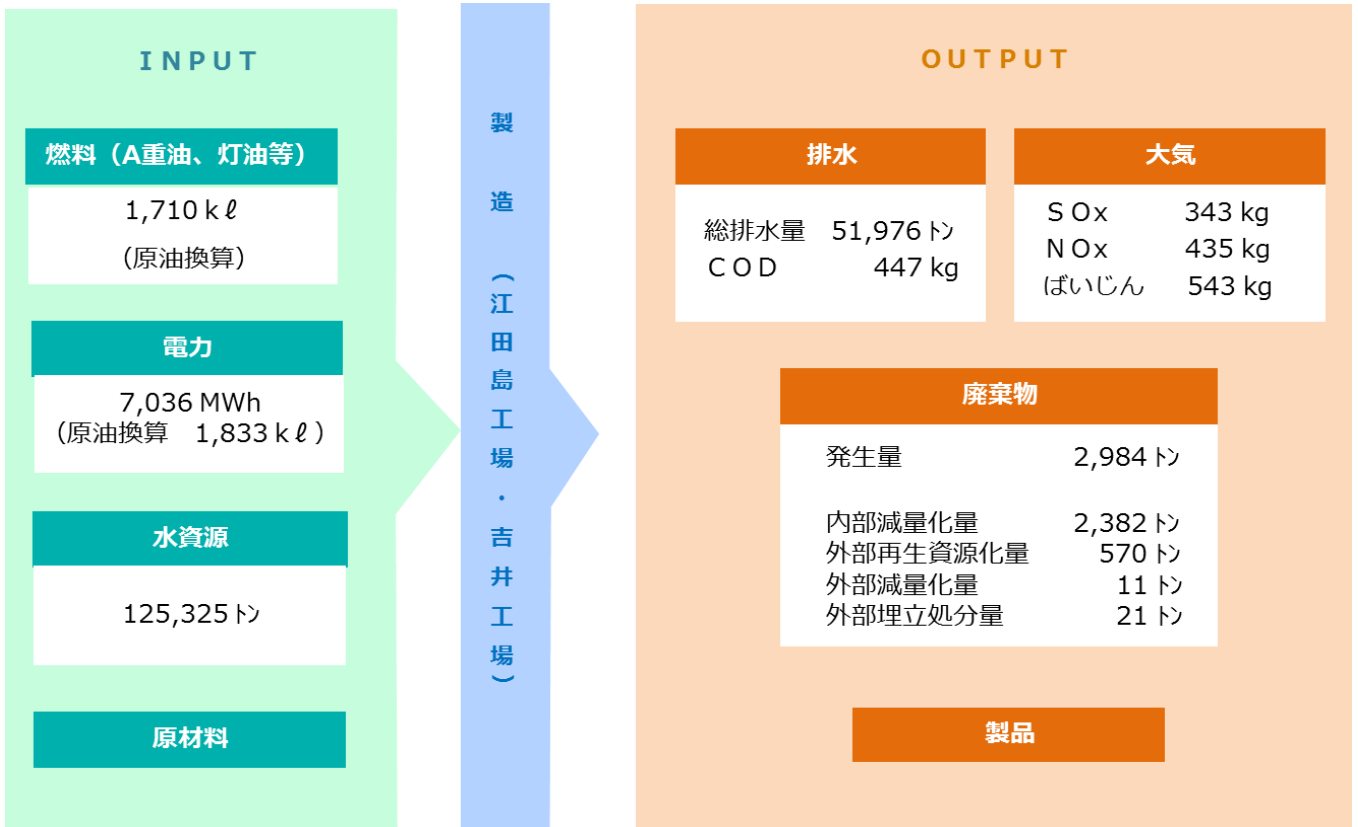 INPUT
燃料（A重油、灯油等）
1,710ｋℓ
（原油換算）
電力
7,036 MWh
（原油換算　1,833ｋℓ）
水資源
125,325 ﾄﾝ
原材料
製造（江田島工場・吉井工場）
OUTPUT
排水
総排水量　51,976 ﾄﾝ
ＣＯＤ　447 kg
大気
ＳＯx　343 kg
ＮＯx　435 kg
ばいじん　543 kg
廃棄物
発生量　2,984 ﾄﾝ
内部減量化量　2,382 ﾄﾝ
外部再生資源化量　570 ﾄﾝ
外部減量化量　11 ﾄﾝ
外部埋立処分量　21 ﾄﾝ
製品